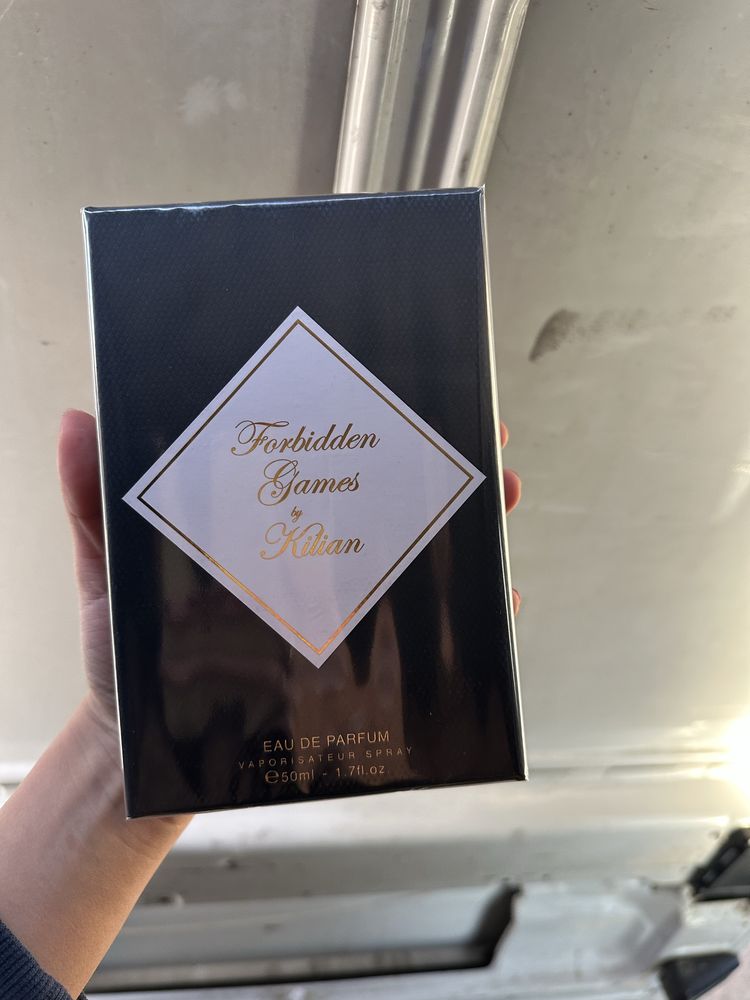 Forbidden
Games
by
Kilian
EAU DE PARFUM
VAPORISATEUR SPRAY
℮50ml - 1.7fl.oz.